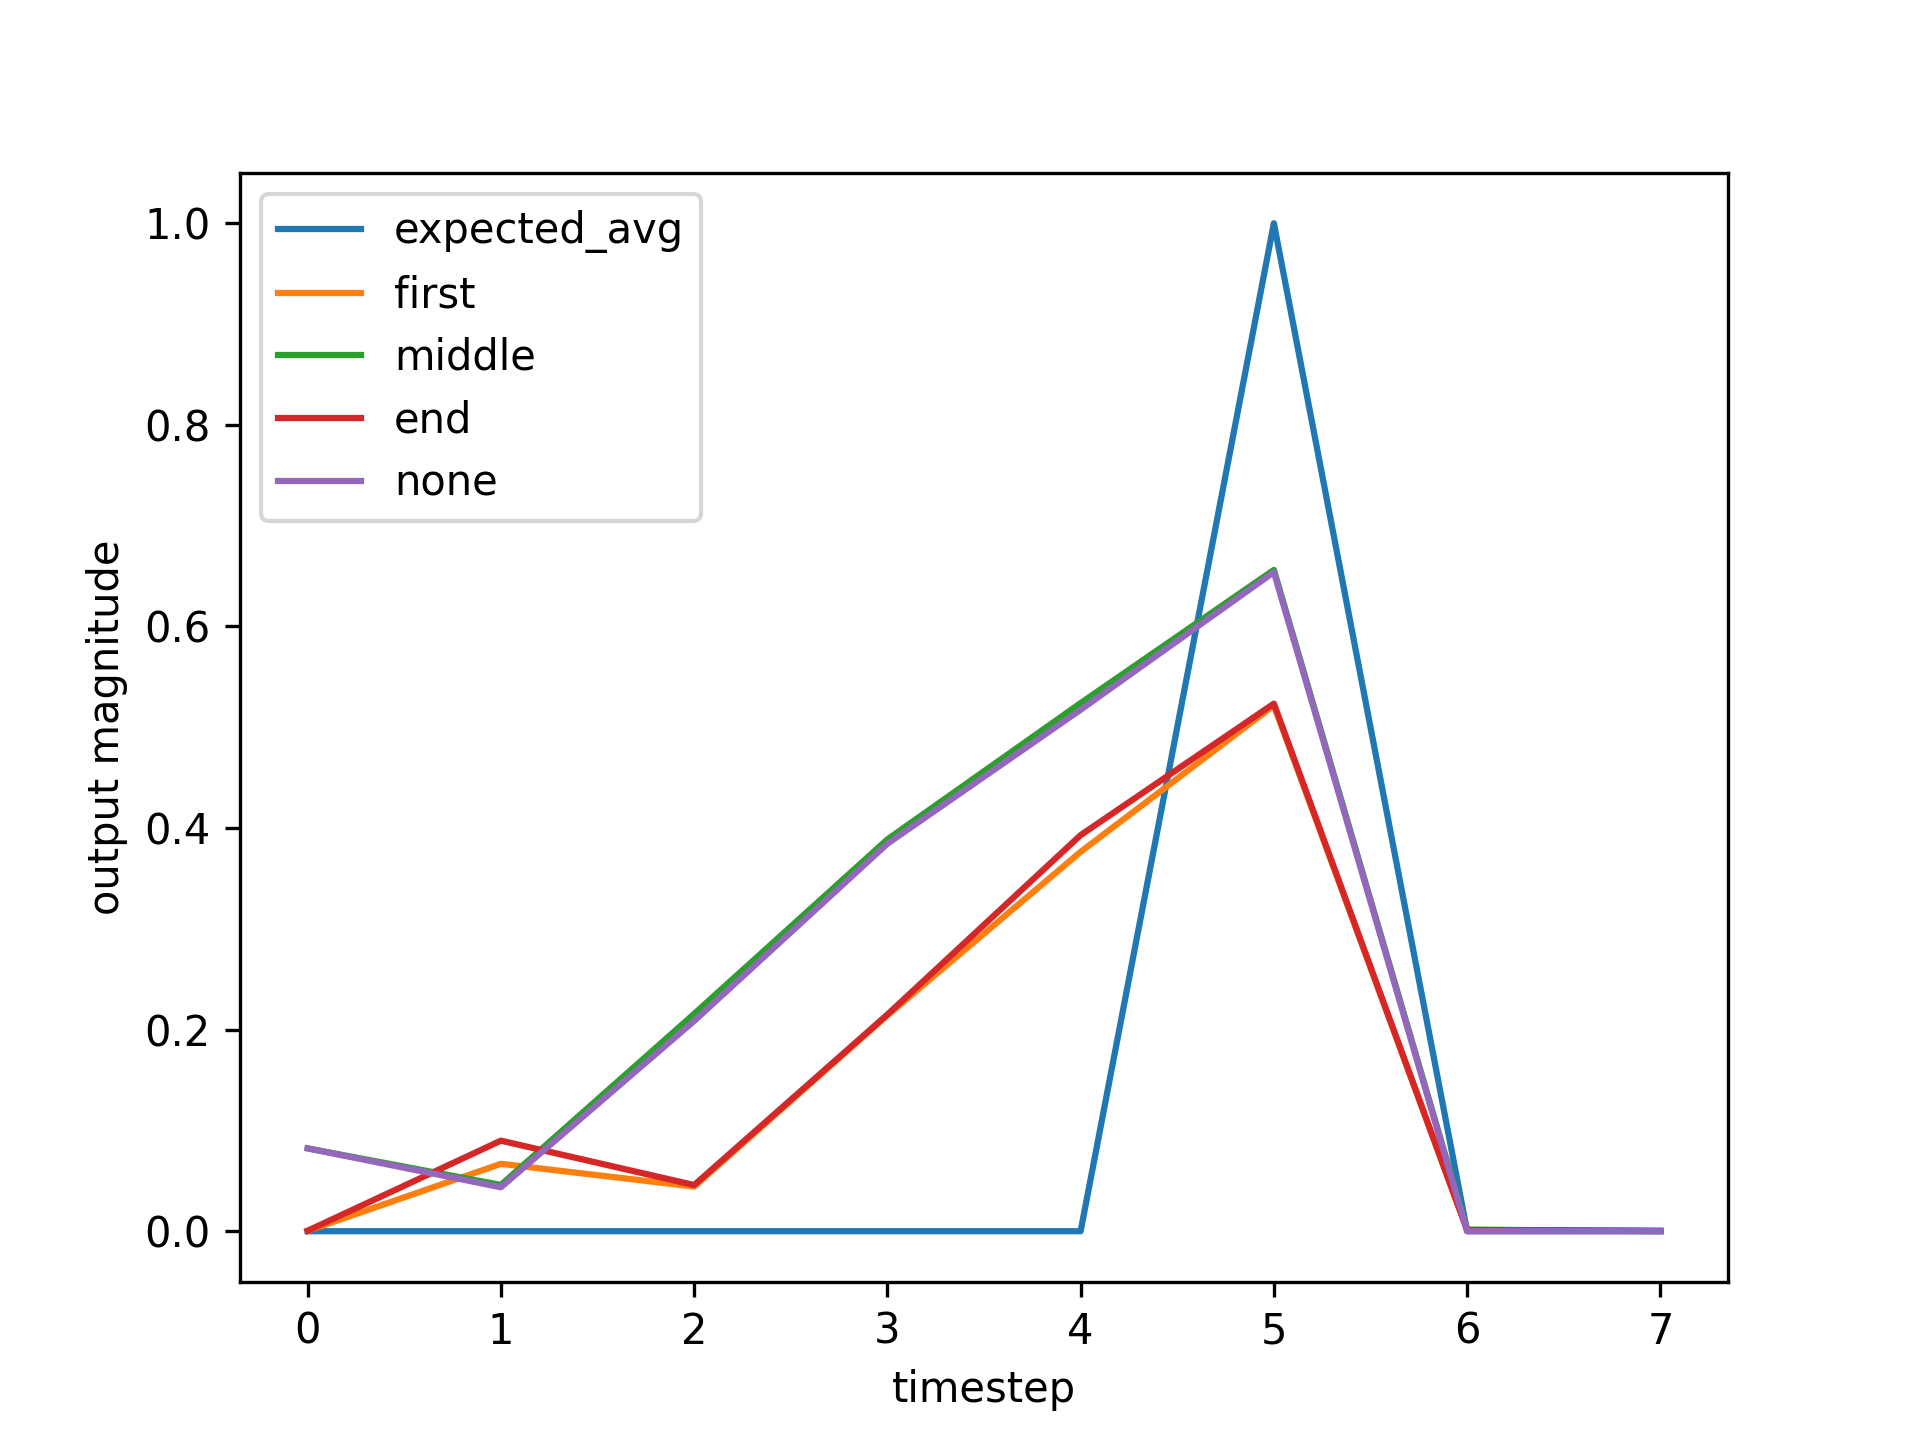 1.0
0.8
0.6
0.4
0.2
0.0
output magnitude
expected_avg
first
middle
end
none
0 1 2 3 4 5 6 7
timestep